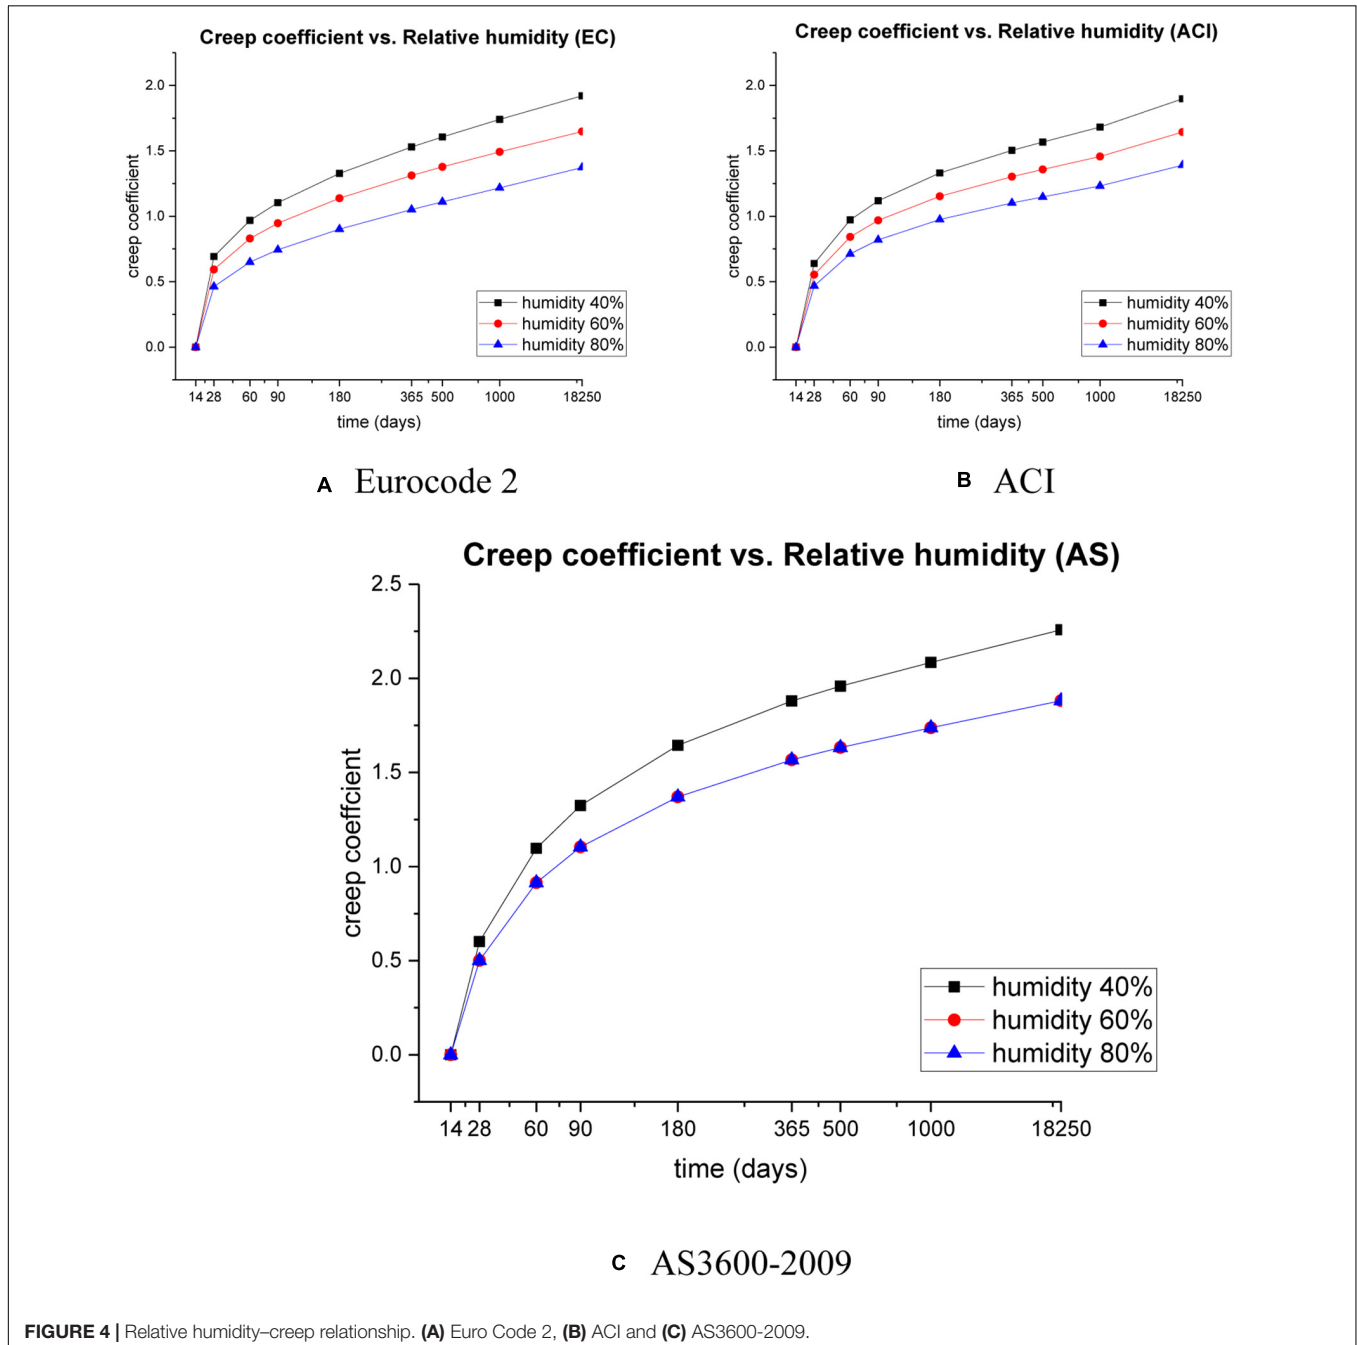 Creep coefficient vs. Relative humidity (EC)
creep coefficient
2.0
1.5
1.0
0.5
0.0
humidity 40%
humidity 60%
humidity 80%
14 28 60 90 180 365 500 1000 18250
time (days)
A Eurocode 2
Creep coefficient vs. Relative humidity (ACI)
creep coefficient
2.0
1.5
1.0
0.5
0.0
humidity 40%
humidity 60%
humidity 80%
14 28 60 90 180 365 500 1000 18250
time (days)
B ACI
Creep coefficient vs. Relative humidity (AS)
creep coeffcient
2.5
2.0
1.5
1.0
0.5
0.0
humidity 40%
humidity 60%
humidity 80%
14 28 60 90 180 365 500 1000 18250
time (days)
C AS3600-2009
FIGURE 4 | Relative humidity–creep relationship. (A) Euro Code 2, (B) ACI and (C) AS3600-2009.